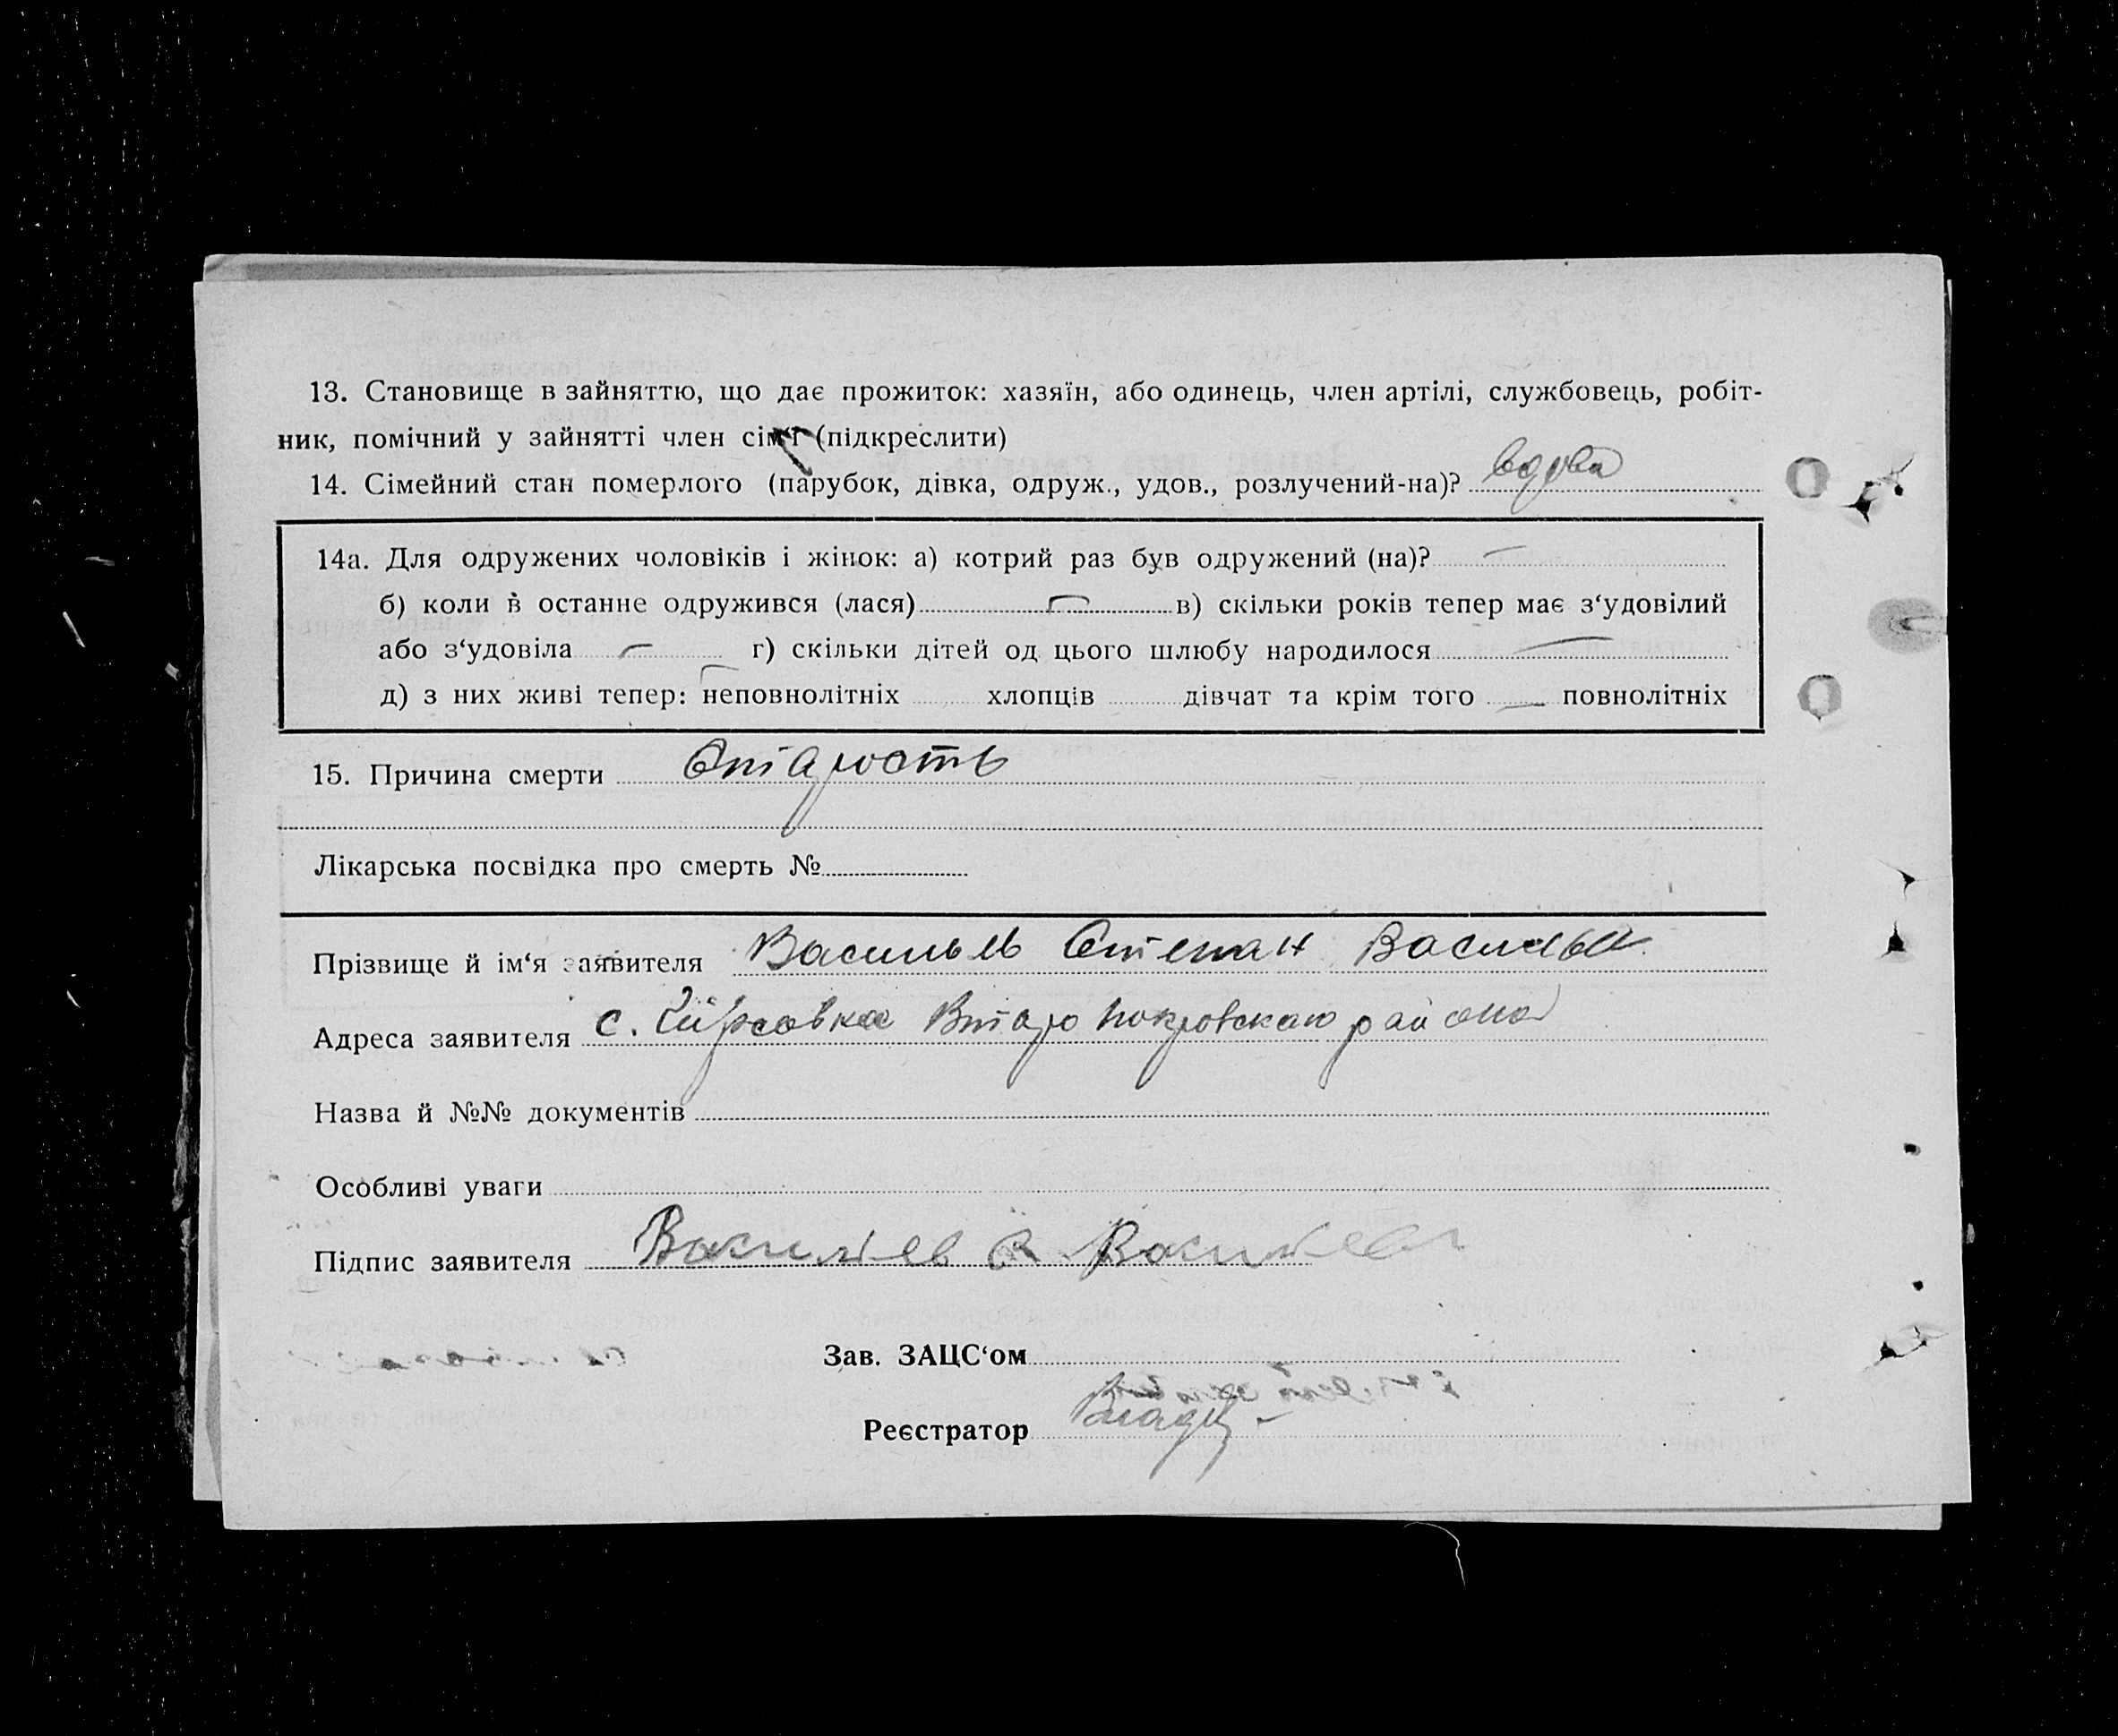 13. Становище в зайняттю, що дає прожиток: хазяїн, або одинець, член артілі, службовець, робіт-
ник, помічний у зайнятті член сім'ї (підкреслити)
14. Сімейний стан померлого (парубок, дівка, одруж., удов., розлучений-на)? вдова
14а. Для одружених чоловіків і жінок: а) котрий раз був одружений (на)? —
б) коли в останнє одружився (лася) — в) скільки років тепер має з‘удовілий
або з‘удовіла — г) скільки дітей од цього шлюбу народилося —
д) з них живі тепер: неповнолітніх хлопців дівчат та крім того — повнолітніх
15. Причина смерти Старость
Лікарська посвідка про смерть №
Прізвище й ім‘я заявителя Васильев Степан
Адреса заявителя с. Старо Покровскаго района
Назва й №№ документів
Особливі уваги
Підпис заявителя Васильев
Зав. ЗАЦС‘ом
Реєстратор